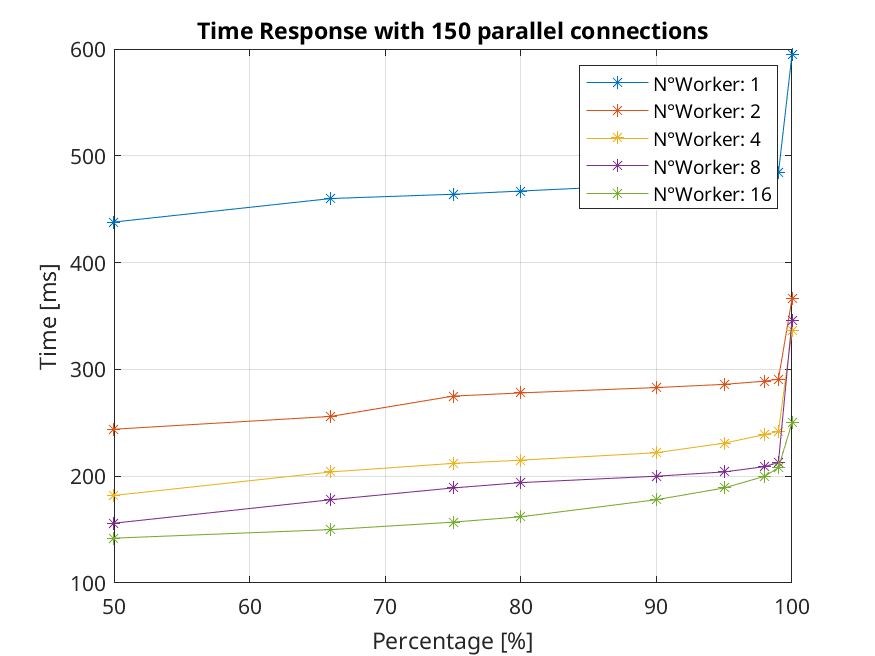 Time Response with 150 parallel connections
600
500
400
300
200
100
Time [ms]
N°Worker: 1
N°Worker: 2
N°Worker: 4
N°Worker: 8
N°Worker: 16
50
60
70
80
90
100
Percentage [%]